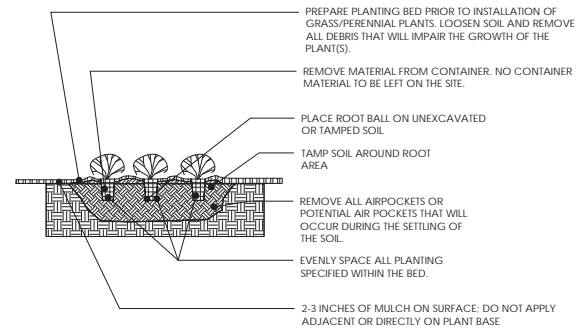 PREPARE PLANTING BED PRIOR TO INSTALLATION OF
GRASS/PERENNIAL PLANTS. LOOSEN SOIL AND REMOVE
ALL DEBRIS THAT WILL IMPAIR THE GROWTH OF THE
PLANT(S).
REMOVE MATERIAL FROM CONTAINER. NO CONTAINER
MATERIAL TO BE LEFT ON THE SITE.
PLACE ROOT BALL ON UNEXCAVATED
OR TAMPED SOIL
TAMP SOIL AROUND ROOT
AREA
REMOVE ALL AIRPOCKETS OR
POTENTIAL AIR POCKETS THAT WILL
OCCUR DURING THE SETTLING OF
THE SOIL.
EVENLY SPACE ALL PLANTING
SPECIFIED WITHIN THE BED.
2-3 INCHES OF MULCH ON SURFACE; DO NOT APPLY
ADJACENT OR DIRECTLY ON PLANT BASE